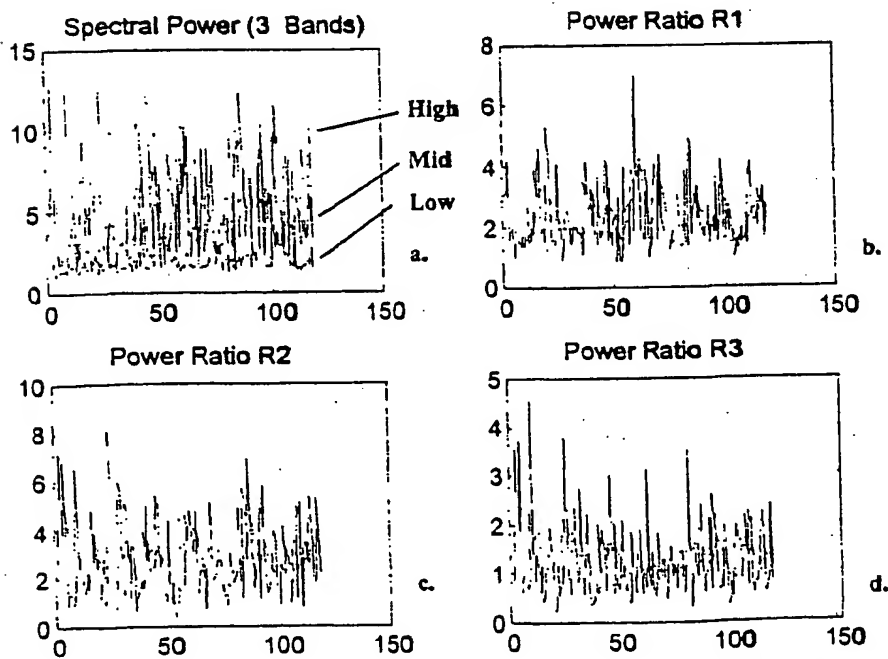 Spectral Power (3 Bands)
15
10
5
0
0 50 100 150
High
Mid
Low
a.
Power Ratio R1
8
6
4
2
0
0 50 100 150
b.
Power Ratio R2
10
8
6
4
2
0
0 50 100 150
c.
Power Ratio R3
5
4
3
2
1
0
0 50 100 150
d.